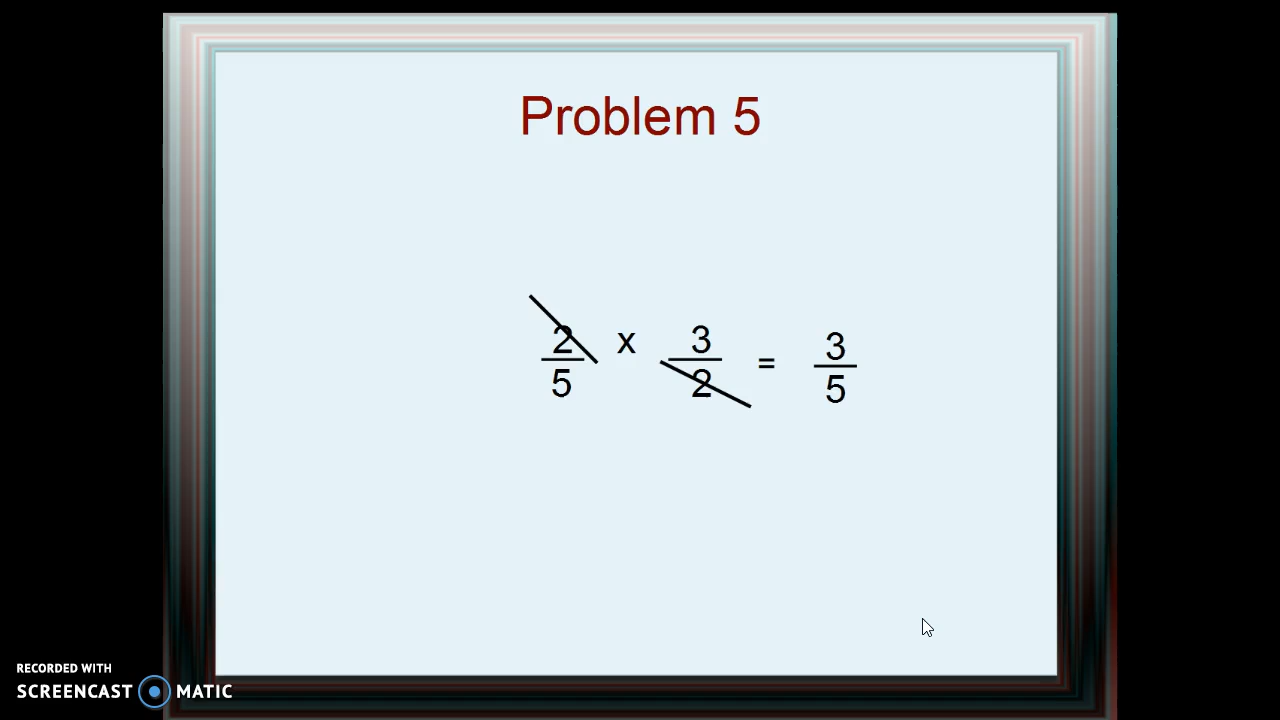 Problem 5
2/5 x 3/2 = 3/5
RECORDED WITH
SCREENCAST MATIC